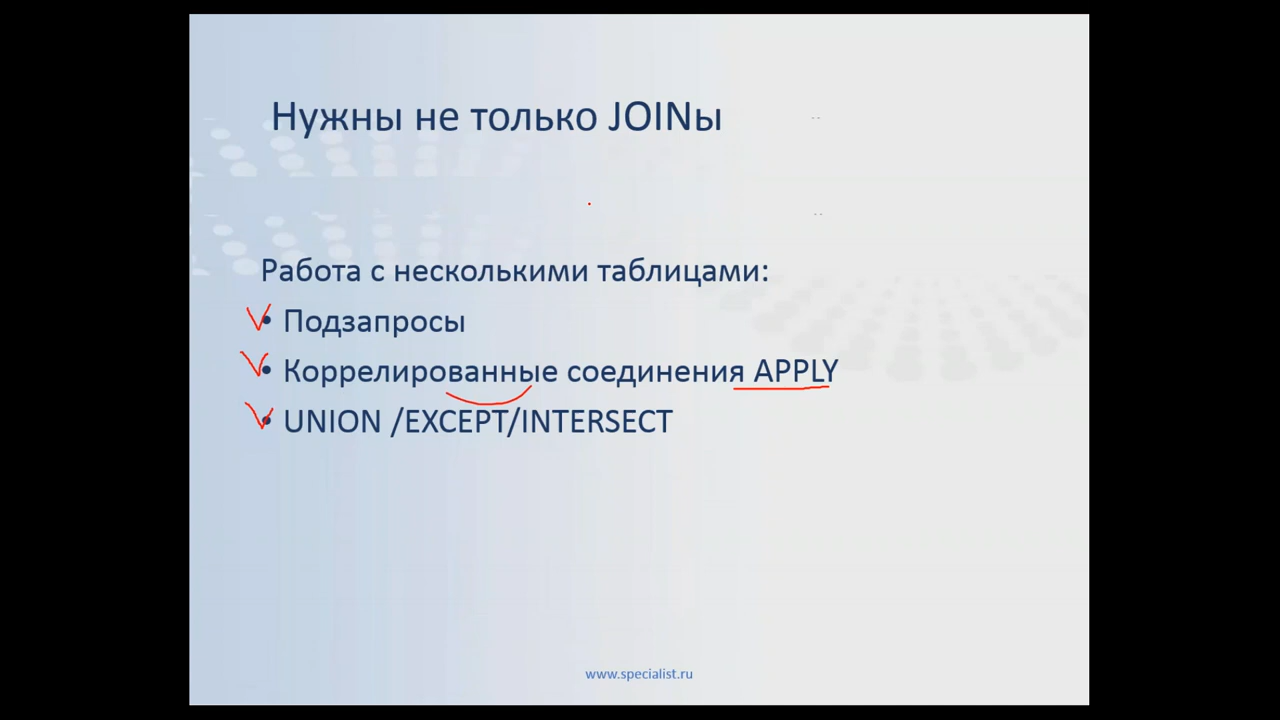 Нужны не только JOINы
Работа с несколькими таблицами:
• Подзапросы
• Коррелированные соединения APPLY
• UNION /EXCEPT/INTERSECT
www.specialist.ru